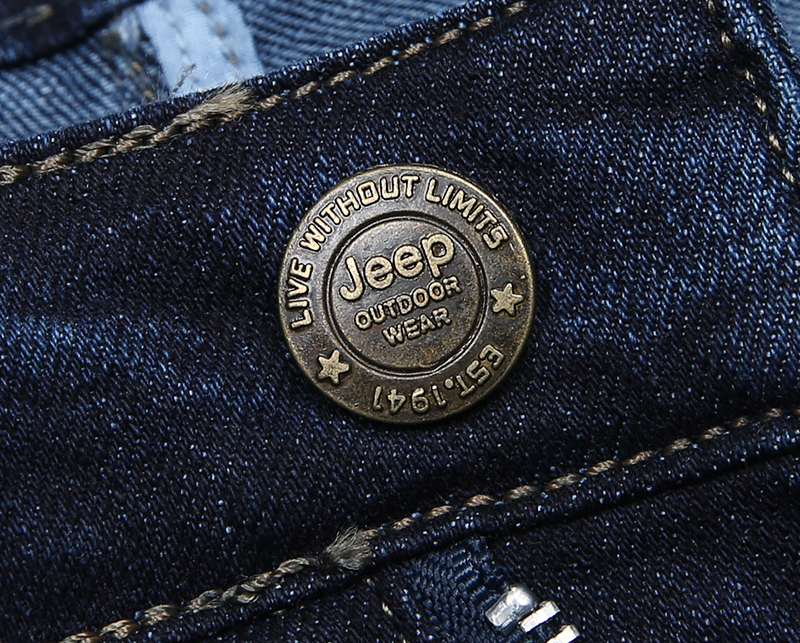 LIVE WITHOUT LIMITS
Jeep
OUTDOOR
WEAR
EST.1941